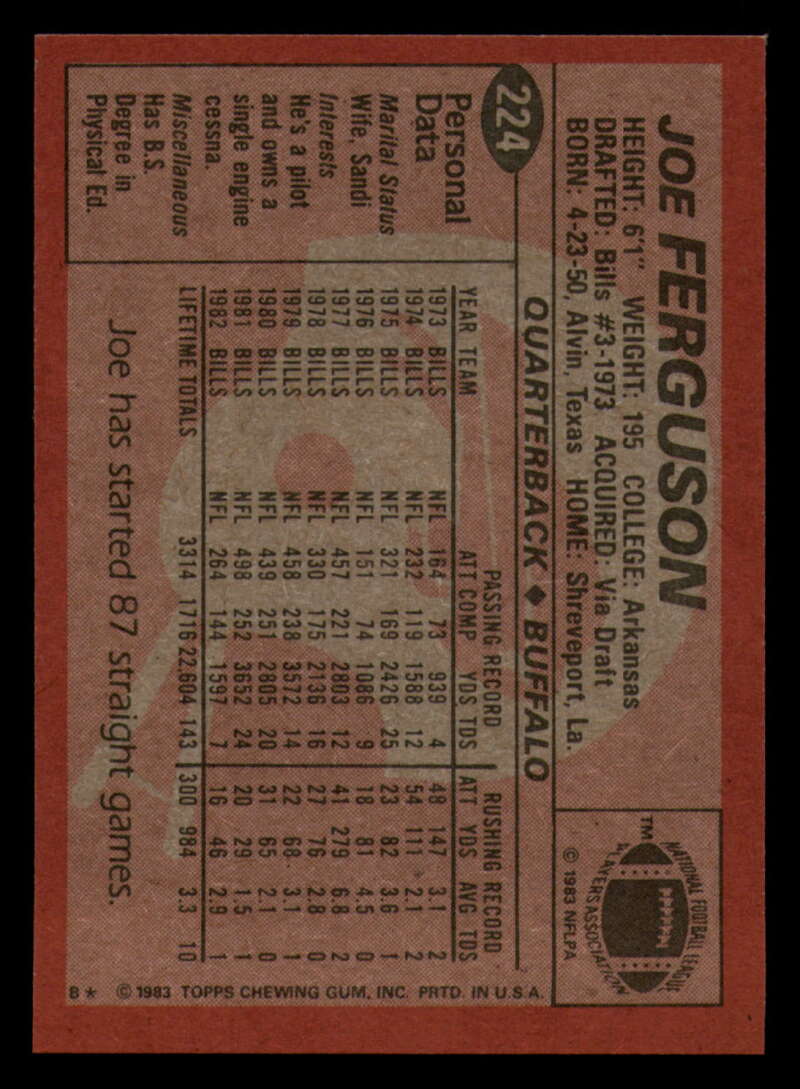 JOE FERGUSON
HEIGHT: 6'1" WEIGHT: 195 COLLEGE: Arkansas
DRAFTED: Bills #3-1973 ACQUIRED: Via Draft
BORN: 4-23-50, Alvin, Texas HOME: Shreveport, La.
NATIONAL FOOTBALL LEAGUE
PLAYERS ASSOCIATION
TM
© 1983 NFLPA
224
QUARTERBACK ♦ BUFFALO
Personal
Data
Marital Status
Wife, Sandi
Interests
He's a pilot
and owns a
single engine
cessna.
Miscellaneous
Has B.S.
Degree in
Physical Ed.
PASSING RECORD RUSHING RECORD
YEAR TEAM ATT COMP YDS TDS ATT YDS AVG TDS
1973 BILLS NFL 164 73 939 4 48 147 3.1 2
1974 BILLS NFL 232 119 1588 12 54 111 2.1 2
1975 BILLS NFL 321 169 2426 25 23 82 3.6 1
1976 BILLS NFL 151 74 1086 9 18 81 4.5 0
1977 BILLS NFL 457 221 2803 12 41 279 6.8 2
1978 BILLS NFL 330 175 2136 16 27 76 2.8 0
1979 BILLS NFL 458 238 3572 14 22 68 3.1 1
1980 BILLS NFL 439 251 2805 20 31 65 2.1 0
1981 BILLS NFL 498 252 3652 24 20 29 1.5 1
1982 BILLS NFL 264 144 1597 7 16 46 2.9 1
LIFETIME TOTALS 3314 1716 22,604 143 300 984 3.3 10
Joe has started 87 straight games.
B* © 1983 TOPPS CHEWING GUM, INC. PRTD. IN U.S.A.